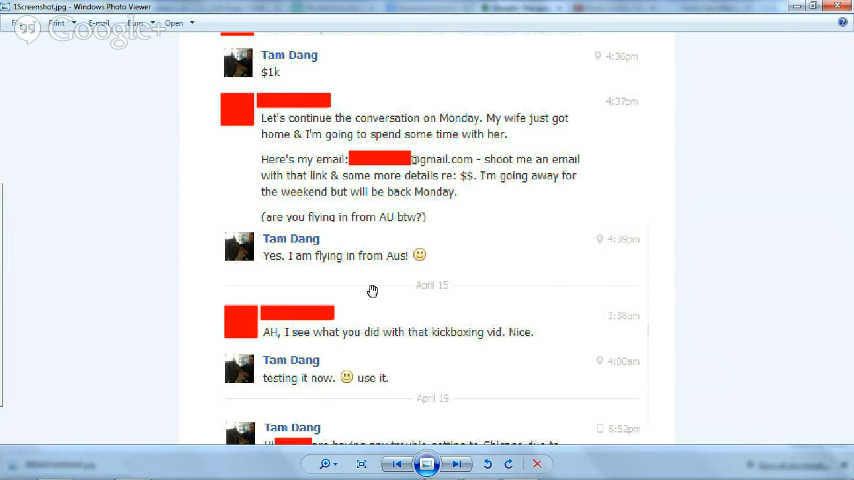 1Screenshot.jpg - Windows Photo Viewer
Print E-mail Burn Open
Google+
Tam Dang 4:36pm
$1k
4:37pm
Let's continue the conversation on Monday. My wife just got
home & I'm going to spend some time with her.
Here's my email: @gmail.com - shoot me an email
with that link & some more details re: $$. I'm going away for
the weekend but will be back Monday.
(are you flying in from AU btw?)
Tam Dang 4:39pm
Yes. I am flying in from Aus!
April 15
3:38am
AH, I see what you did with that kickboxing vid. Nice.
Tam Dang 4:00am
testing it now. use it.
April 19
Tam Dang 6:52pm